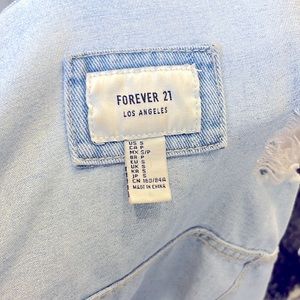 FOREVER 21
LOS ANGELES
US S
CA P
MX S/P
BR P
EU S
UK S
KR S
JP S
CN 160/84A
MADE IN CHINA